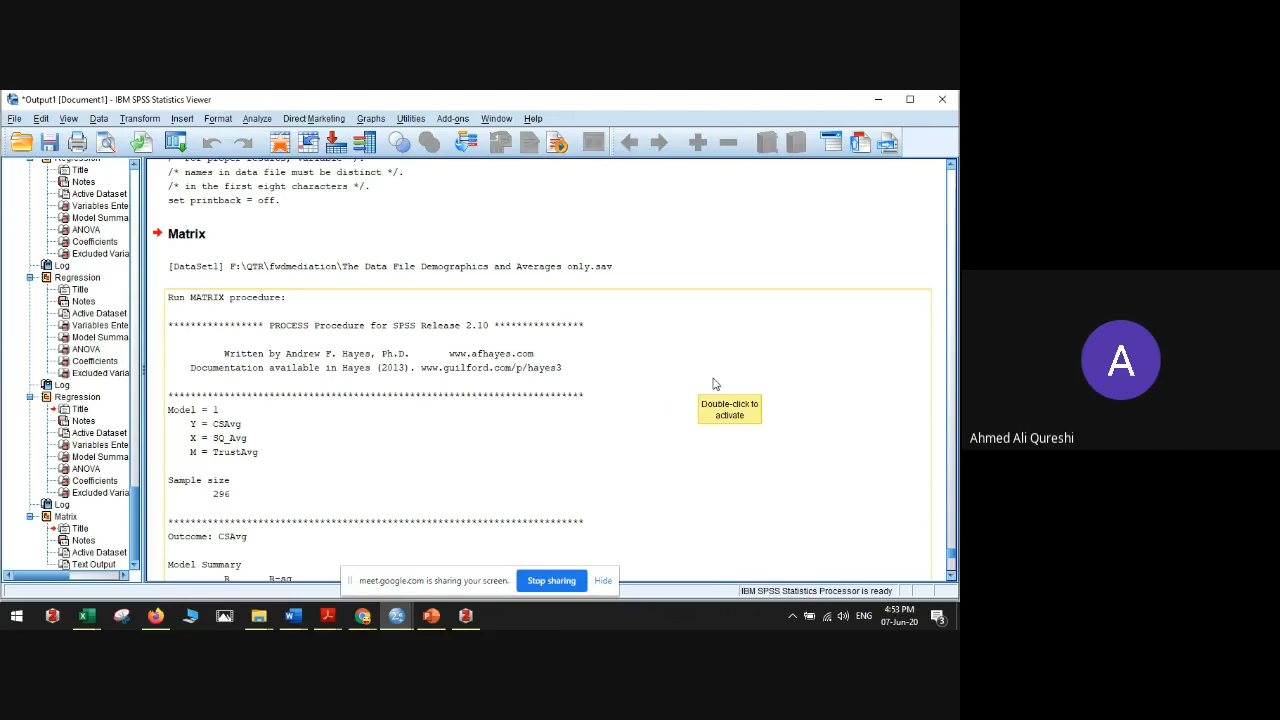 *Output1 [Document1] - IBM SPSS Statistics Viewer
File Edit View Data Transform Insert Format Analyze Direct Marketing Graphs Utilities Add-ons Window Help
Regression
Title
Notes
Active Dataset
Variables Ente
Model Summa
ANOVA
Coefficients
Excluded Varia
Log
Regression
Title
Notes
Active Dataset
Variables Ente
Model Summa
ANOVA
Coefficients
Excluded Varia
Log
Regression
Title
Notes
Active Dataset
Variables Ente
Model Summa
ANOVA
Coefficients
Excluded Varia
Log
Matrix
Title
Notes
Active Dataset
Text Output
/* For proper results, variable */.
/* names in data file must be distinct */.
/* in the first eight characters */.
set printback = off.
Matrix
[DataSet1] F:\QTR\fwdmediation\The Data File Demographics and Averages only.sav
Run MATRIX procedure:
***************** PROCESS Procedure for SPSS Release 2.10 ****************
Written by Andrew F. Hayes, Ph.D. www.afhayes.com
Documentation available in Hayes (2013). www.guilford.com/p/hayes3
**************************************************************************
Model = 1
Y = CSAvg
X = SQ_Avg
M = TrustAvg
Sample size
296
**************************************************************************
Outcome: CSAvg
Model Summary
R R-sq
Double-click to
activate
meet.google.com is sharing your screen. Stop sharing Hide
IBM SPSS Statistics Processor is ready
ENG
4:53 PM
07-Jun-20
3
A
Ahmed Ali Qureshi